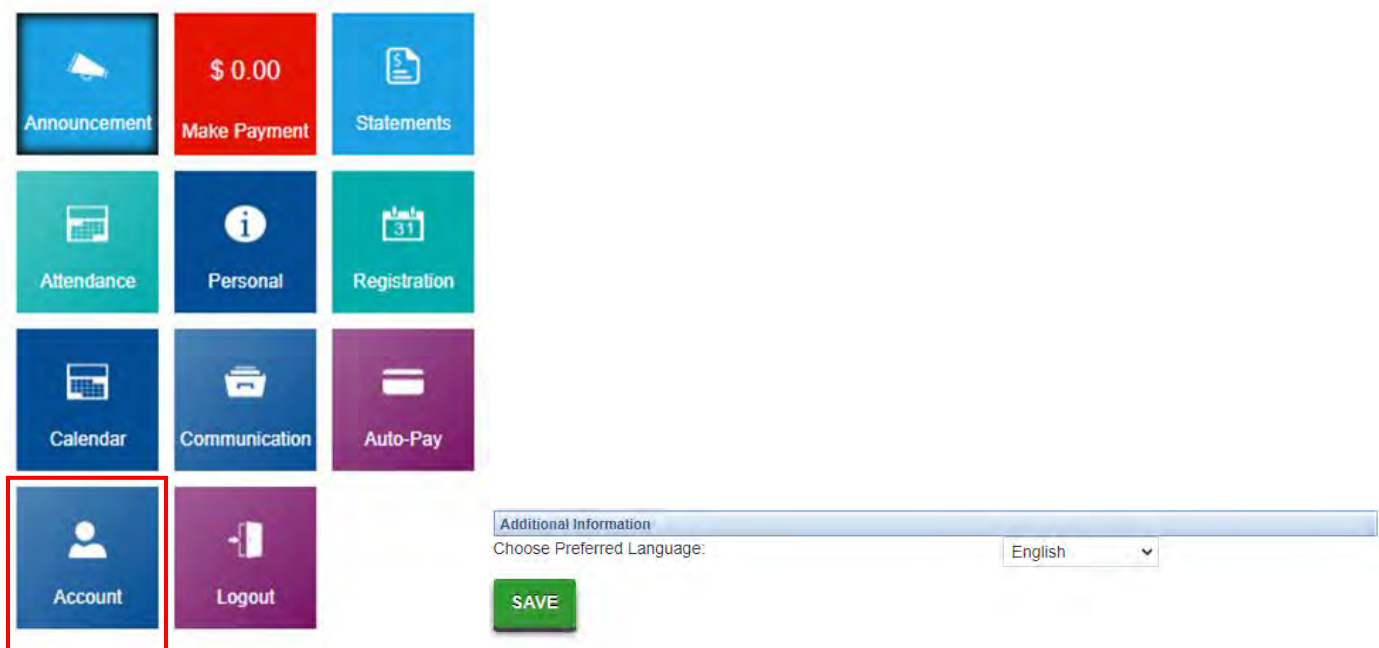 $ 0.00
Announcement
Make Payment
Statements
31
Attendance
Personal
Registration
Calendar
Communication
Auto-Pay
Additional Information
Choose Preferred Language:
English
Account
Logout
SAVE